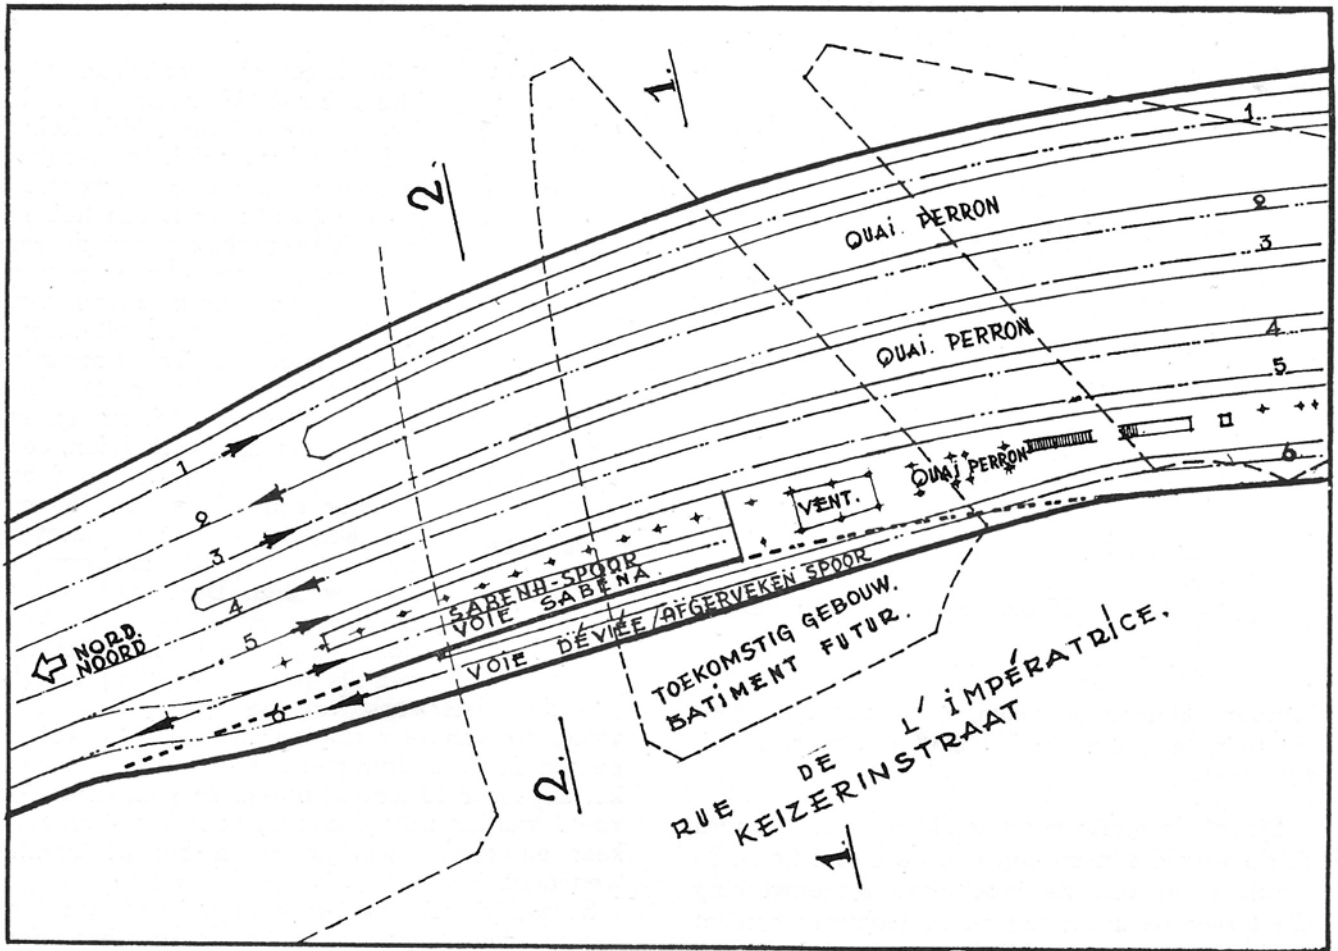 1.
1
2.
2
QUAI PERRON
3
QUAI. PERRON
4
5
6
QUAI PERRON
VENT.
1
2
3
4
5
6
SABENA-SPOOR
VOIE SABENA.
VOIE DÉVIÉE/AFGERVEKEN SPOOR
NORD.
NOORD
TOEKOMSTIG GEBOUW.
BATIMENT FUTUR.
RUE DE L'IMPÉRATRICE.
KEIZERINSTRAAT
2.
1.